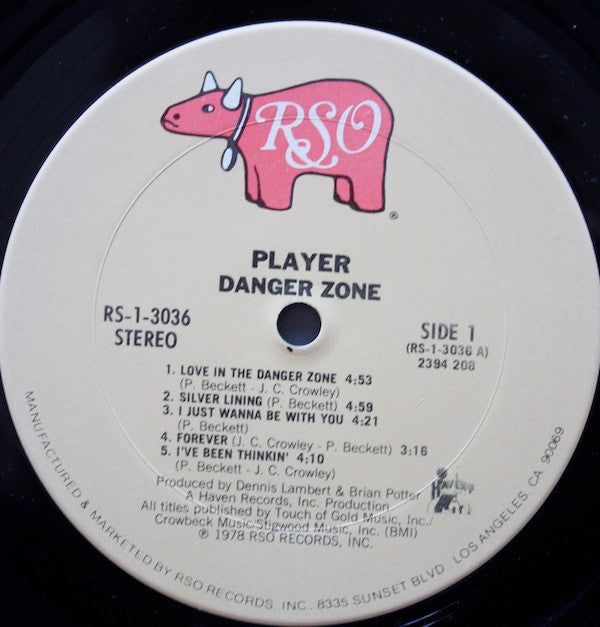 RSO
®
PLAYER
DANGER ZONE
RS-1-3036
STEREO
SIDE 1
(RS-1-3036 A)
2394 208
1. LOVE IN THE DANGER ZONE 4:53
(P. Beckett - J. C. Crowley)
2. SILVER LINING (P. Beckett) 4:59
3. I JUST WANNA BE WITH YOU 4:21
(P. Beckett)
4. FOREVER (J. C. Crowley - P. Beckett) 3:16
5. I'VE BEEN THINKIN' 4:10
(P. Beckett - J. C. Crowley)
Produced by Dennis Lambert & Brian Potter
A Haven Records, Inc. Production
All titles published by Touch of Gold Music, Inc./
Crowbeck Music/Stigwood Music, Inc. (BMI)
℗ 1978 RSO RECORDS, INC.
Haven
MANUFACTURED & MARKETED BY RSO RECORDS, INC. 8335 SUNSET BLVD. LOS ANGELES, CA. 90069